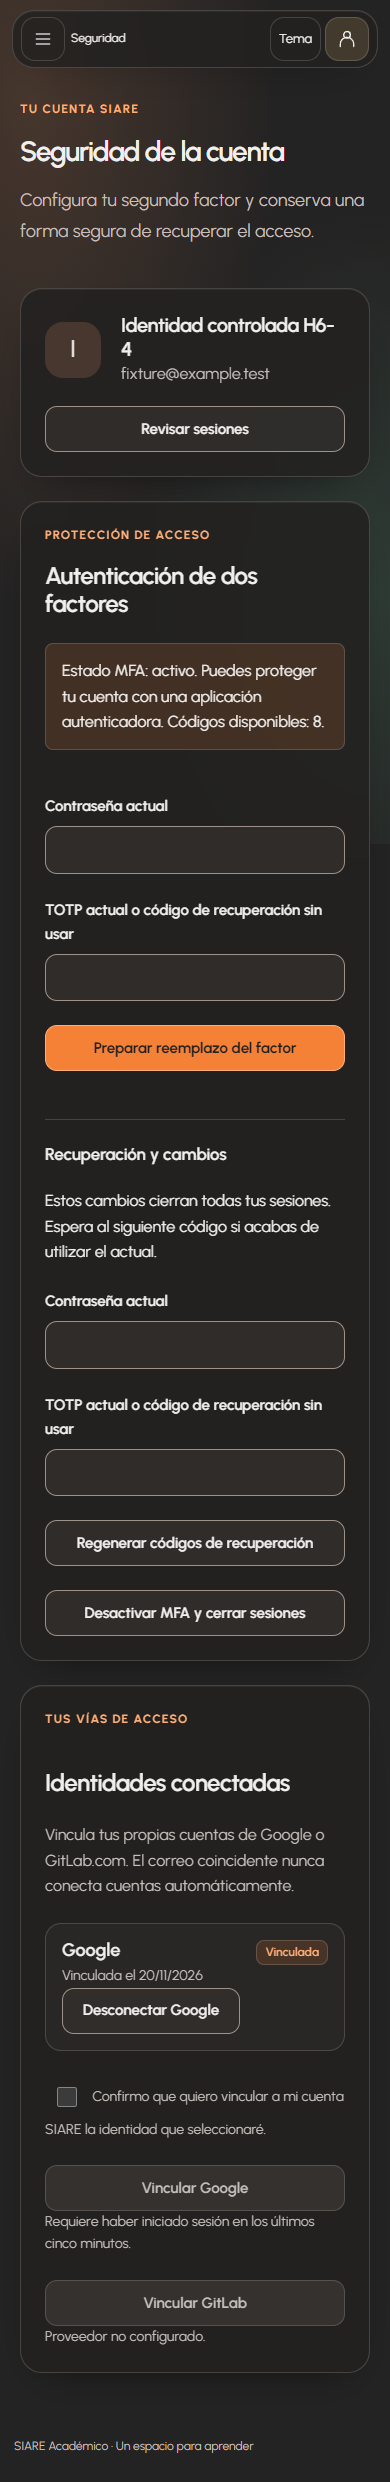 Seguridad
Tema
TU CUENTA SIARE
Seguridad de la cuenta
Configura tu segundo factor y conserva una
forma segura de recuperar el acceso.
I
Identidad controlada H6-
4
fixture@example.test
Revisar sesiones
PROTECCIÓN DE ACCESO
Autenticación de dos
factores
Estado MFA: activo. Puedes proteger
tu cuenta con una aplicación
autenticadora. Códigos disponibles: 8.
Contraseña actual
TOTP actual o código de recuperación sin
usar
Preparar reemplazo del factor
Recuperación y cambios
Estos cambios cierran todas tus sesiones.
Espera al siguiente código si acabas de
utilizar el actual.
Contraseña actual
TOTP actual o código de recuperación sin
usar
Regenerar códigos de recuperación
Desactivar MFA y cerrar sesiones
TUS VÍAS DE ACCESO
Identidades conectadas
Vincula tus propias cuentas de Google o
GitLab.com. El correo coincidente nunca
conecta cuentas automáticamente.
Google
Vinculada
Vinculada el 20/11/2026
Desconectar Google
Confirmo que quiero vincular a mi cuenta
SIARE la identidad que seleccionaré.
Vincular Google
Requiere haber iniciado sesión en los últimos
cinco minutos.
Vincular GitLab
Proveedor no configurado.
SIARE Académico · Un espacio para aprender